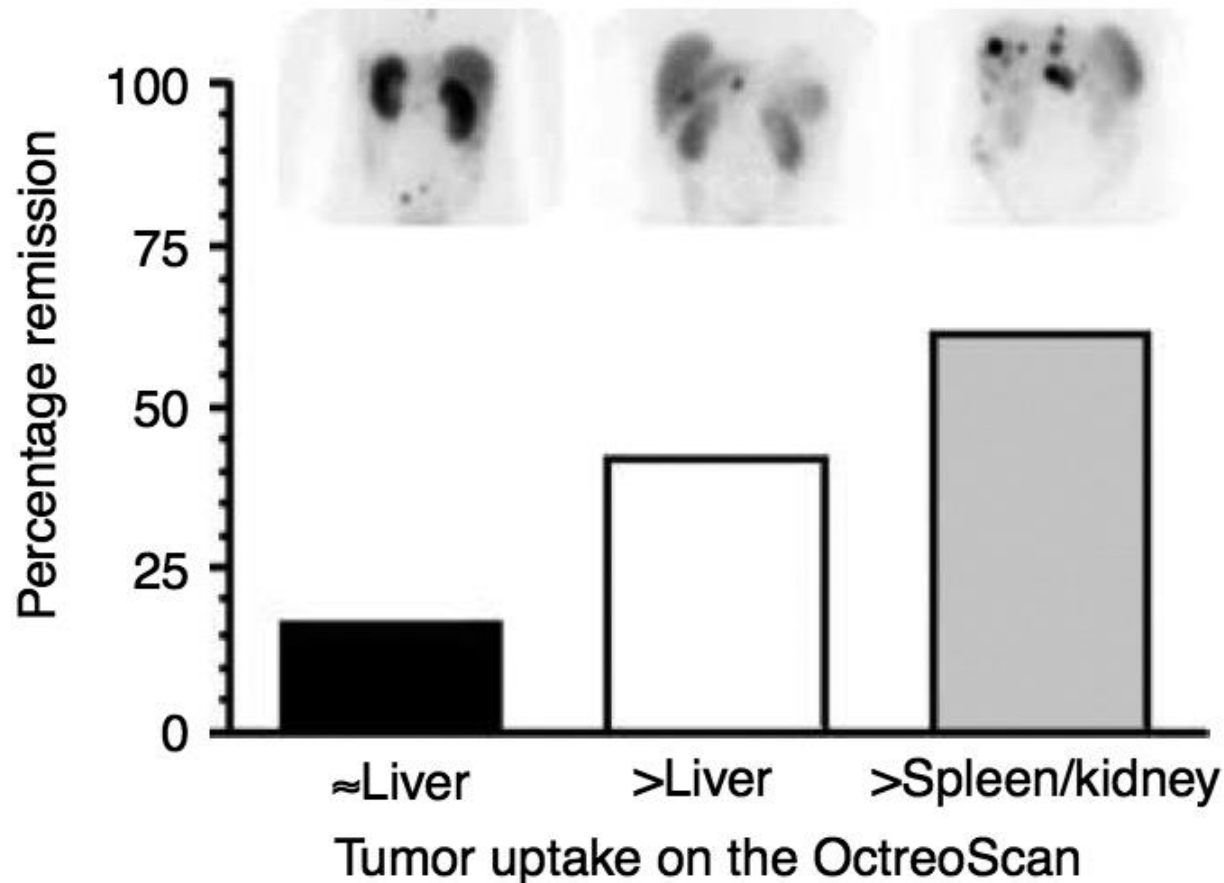 Percentage remission
100
75
50
25
0
≈Liver >Liver >Spleen/kidney
Tumor uptake on the OctreoScan